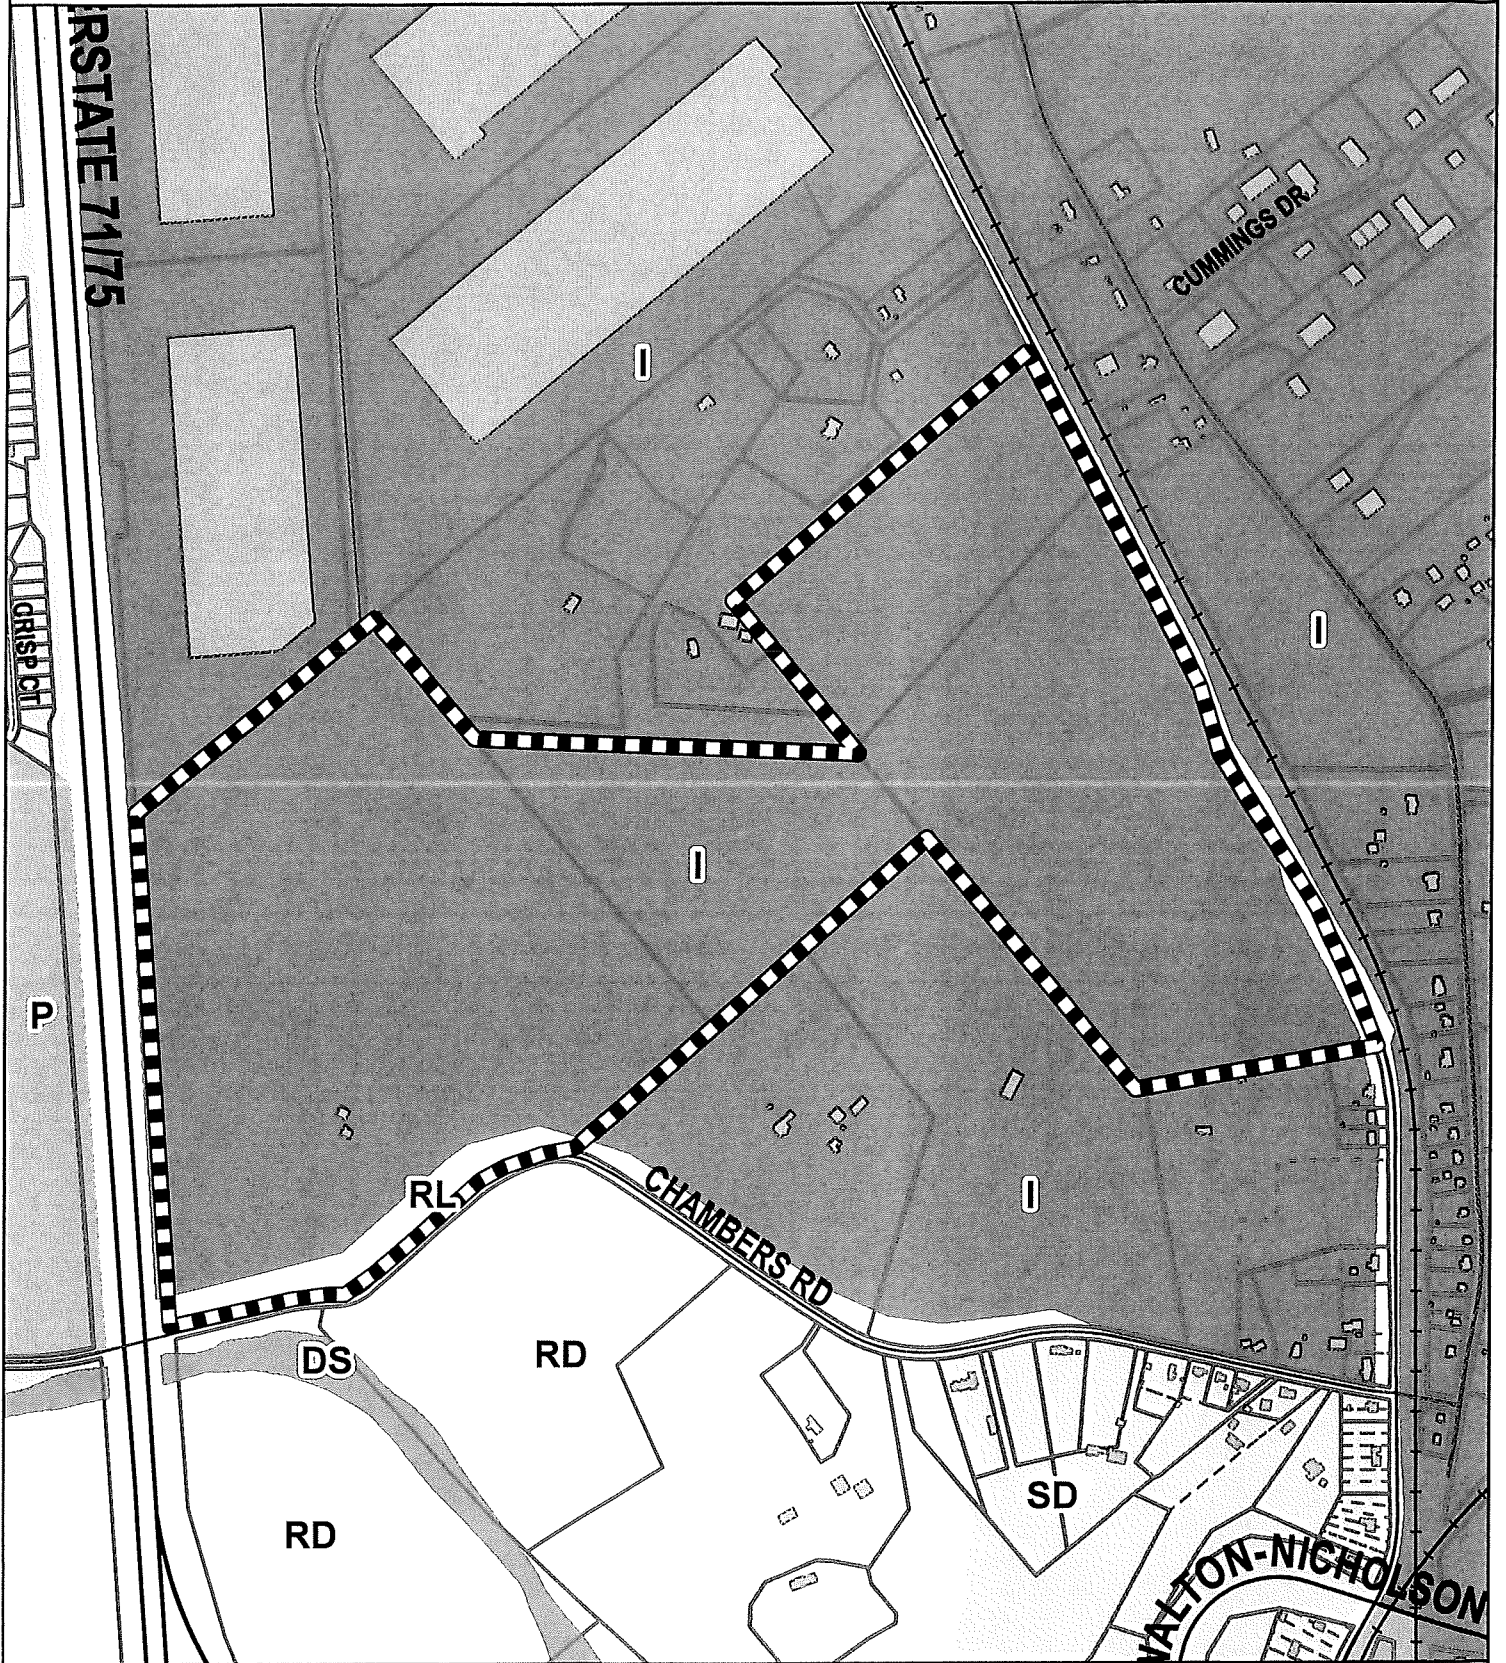 RSTATE 71/75
CUMMINGS DR
I
I
CRISP CT
I
P
RL
CHAMBERS RD
I
DS
RD
SD
RD
WALTON-NICHOLSON